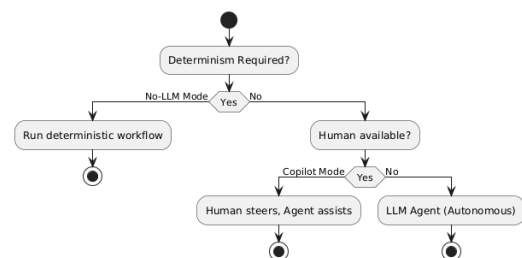 Determinism Required?
No-LLM Mode
Yes
No
Run deterministic workflow
Human available?
Copilot Mode
Yes
No
Human steers, Agent assists
LLM Agent (Autonomous)